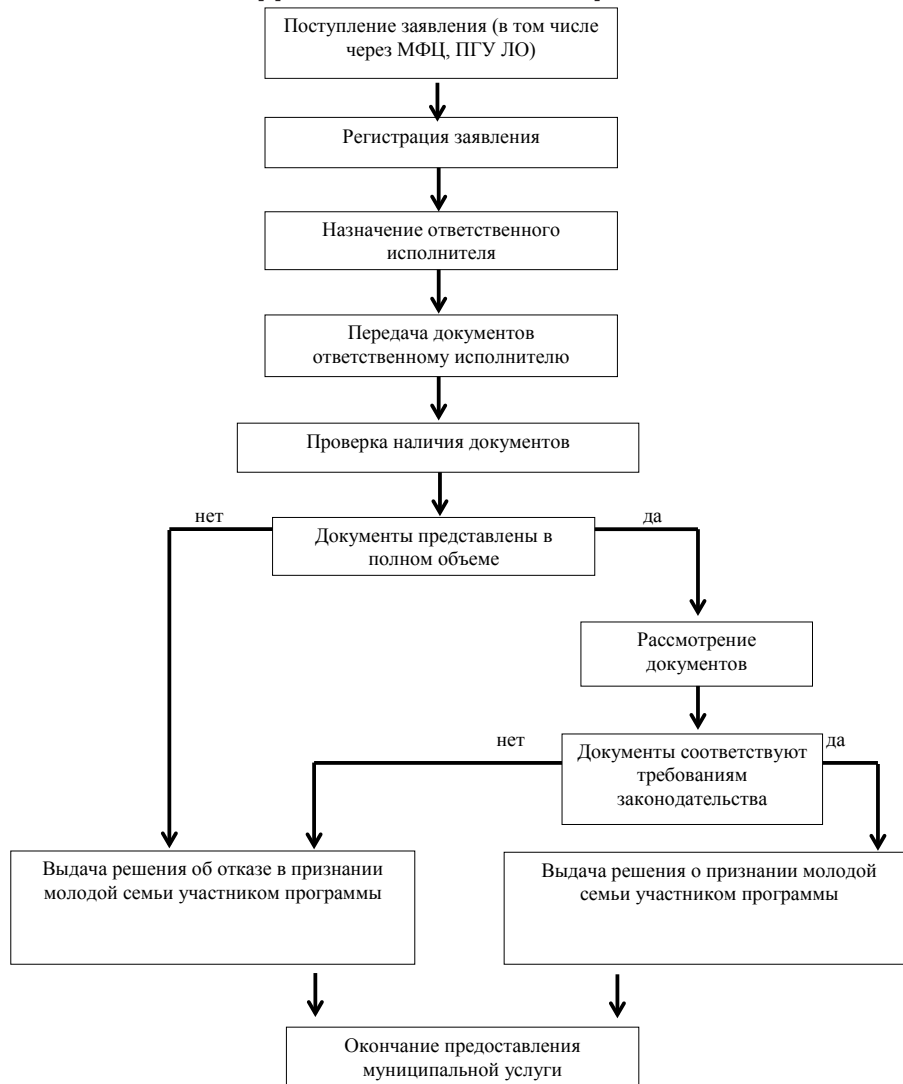 Поступление заявления (в том числе
через МФЦ, ПГУ ЛО)
Регистрация заявления
Назначение ответственного
исполнителя
Передача документов
ответственному исполнителю
Проверка наличия документов
нет
да
Документы представлены в
полном объеме
Рассмотрение
документов
нет
да
Документы соответствуют
требованиям
законодательства
Выдача решения об отказе в признании
молодой семьи участником программы
Выдача решения о признании молодой
семьи участником программы
Окончание предоставления
муниципальной услуги